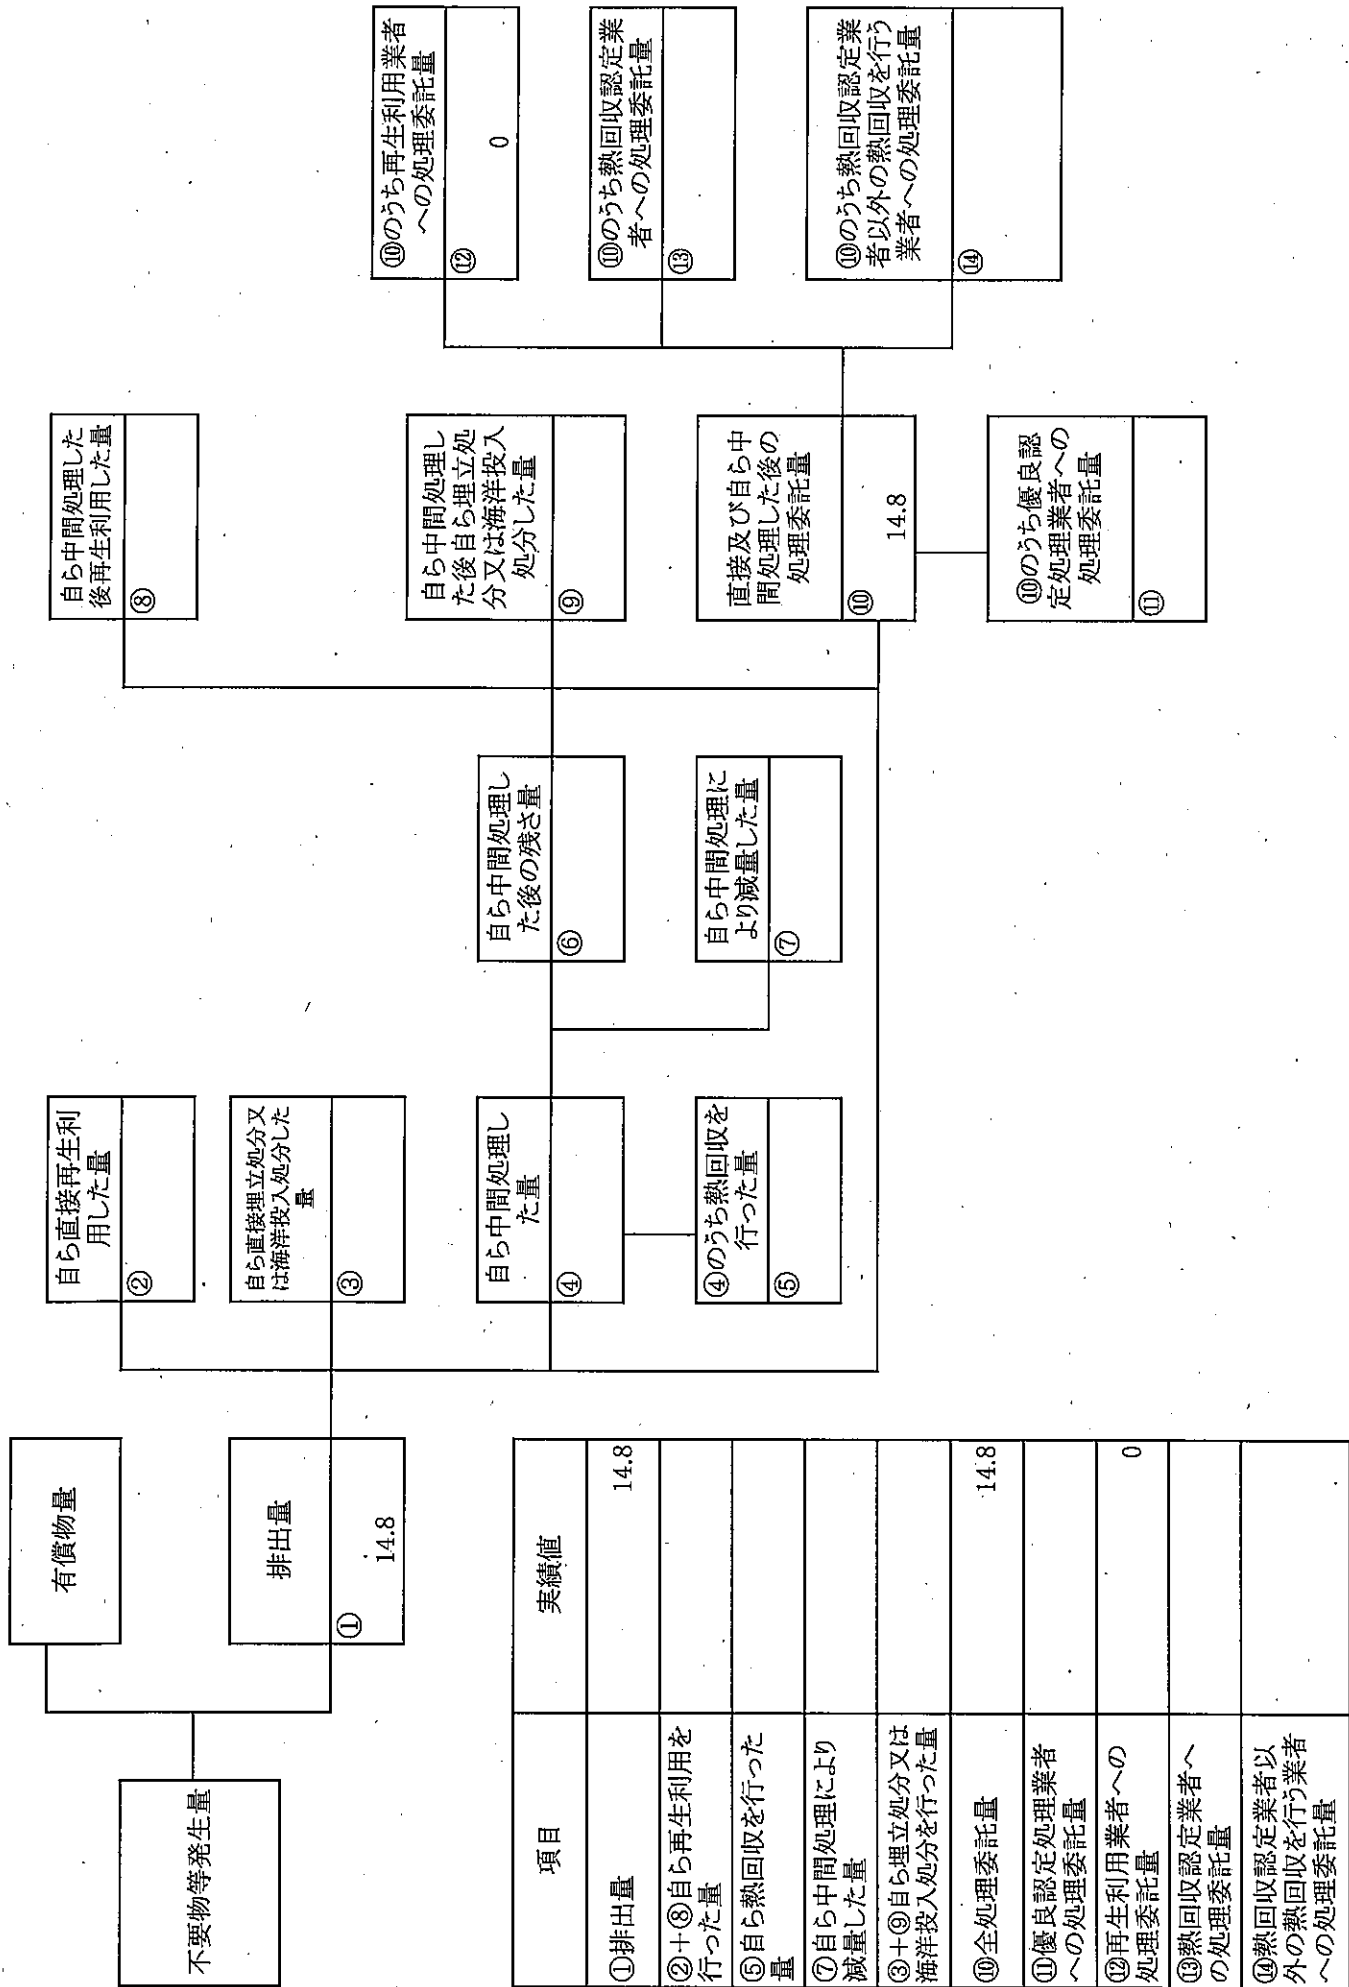 不要物等発生量
有償物量
排出量
①
14.8
自ら直接再生利
用した量
②
自ら直接埋立処分又
は海洋投入処分した
量
③
自ら中間処理し
た量
④
④のうち熱回収を
行った量
⑤
自ら中間処理し
た後の残さ量
⑥
自ら中間処理に
より減量した量
⑦
自ら中間処理した
後再生利用した量
⑧
自ら中間処理し
た後自ら埋立処
分又は海洋投入
処分した量
⑨
直接及び自ら中
間処理した後の
処理委託量
⑩
14.8
⑩のうち優良認
定処理業者への
処理委託量
⑪
⑩のうち再生利用業者
への処理委託量
⑫
0
⑩のうち熱回収認定業
者への処理委託量
⑬
⑩のうち熱回収認定業
者以外の熱回収を行う
業者への処理委託量
⑭
項目 実績値
①排出量 14.8
②+⑧自ら再生利用を
行った量
⑤自ら熱回収を行った
量
⑦自ら中間処理により
減量した量
③+⑨自ら埋立処分又は
海洋投入処分を行った量
⑩全処理委託量 14.8
⑪優良認定処理業者
への処理委託量
⑫再生利用業者への
処理委託量 0
⑬熱回収認定業者へ
の処理委託量
⑭熱回収認定業者以
外の熱回収を行う業者
への処理委託量